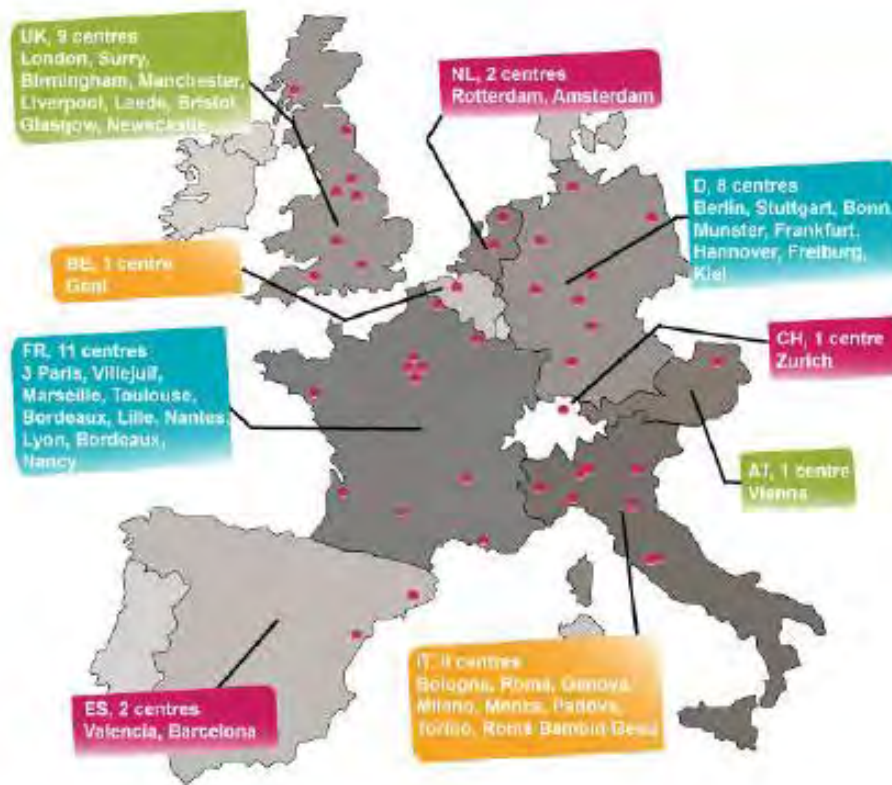 UK, 9 centres
London, Surry,
Birmingham, Manchester,
Liverpool, Leeds, Bristol
Glasgow, Newcastle
NL, 2 centres
Rotterdam, Amsterdam
D, 8 centres
Berlin, Stuttgart, Bonn
Munster, Frankfurt,
Hannover, Freiburg,
Kiel
BE, 1 centre
Gent
FR, 11 centres
3 Paris, Villejuif,
Marseille, Toulouse,
Bordeaux, Lille, Nantes
Lyon, Bordeaux,
Nancy
CH, 1 centre
Zurich
AT, 1 centre
Vienna
ES, 2 centres
Valencia, Barcelona
IT, 8 centres
Bologna, Roma, Genova,
Milano, Monza, Padova,
Torino, Roma Bambin Gesu